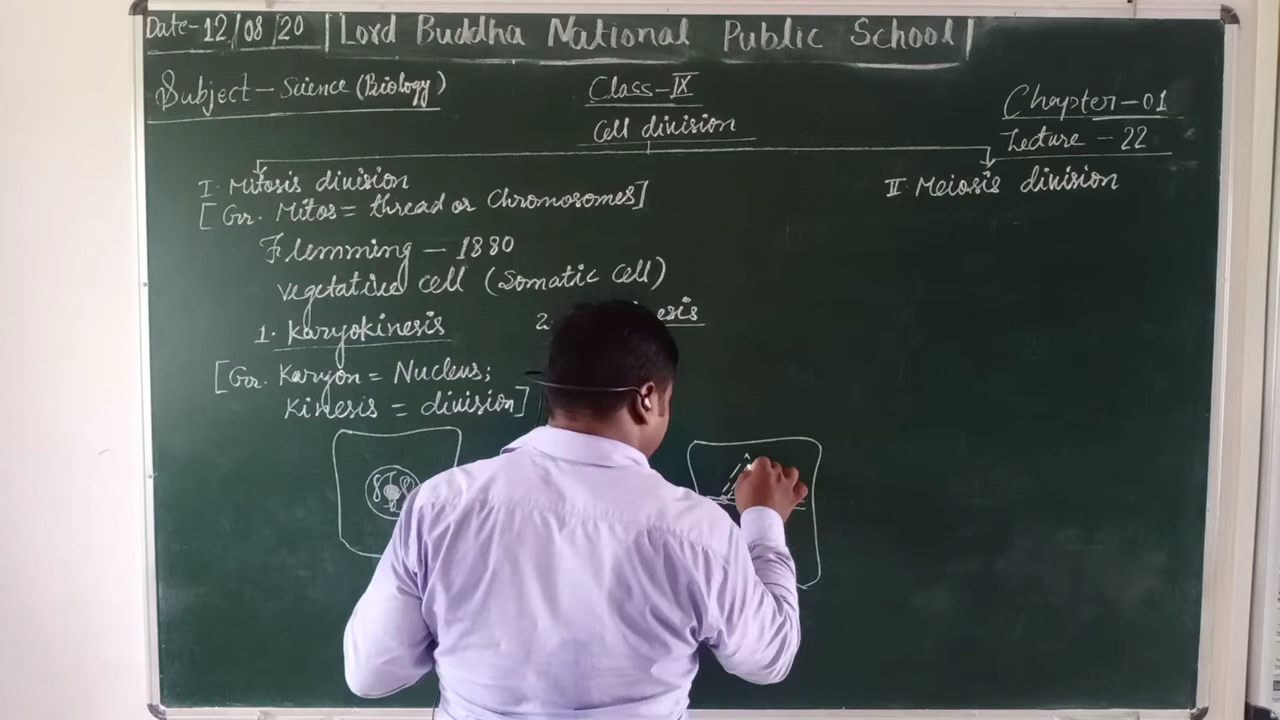 Date-12/08/20 | Lord Buddha National Public School |
Subject - Science (Biology)
Class-IX
Chapter-01
Cell division
Lecture - 22
I. Mitosis division
II. Meiosis division
[Gr. Mitos = thread or Chromosomes]
Flemming - 1880
vegetative cell (Somatic cell)
1. Karyokinesis
2.
[Gr. Karyon = Nucleus;
Kinesis = division]